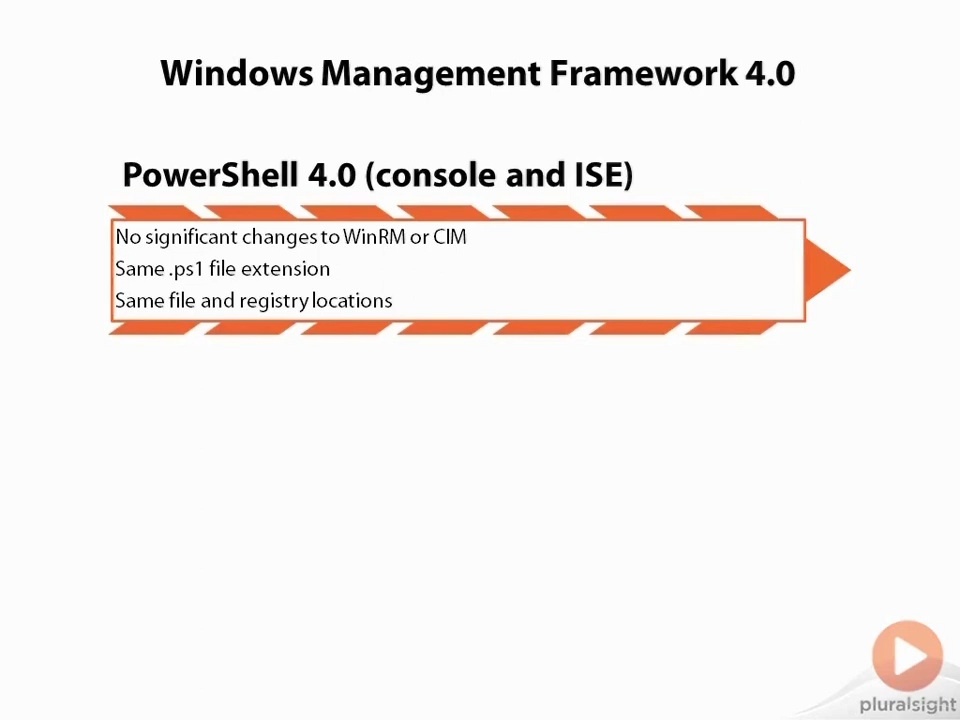 Windows Management Framework 4.0
PowerShell 4.0 (console and ISE)
No significant changes to WinRM or CIM
Same .ps1 file extension
Same file and registry locations
pluralsight